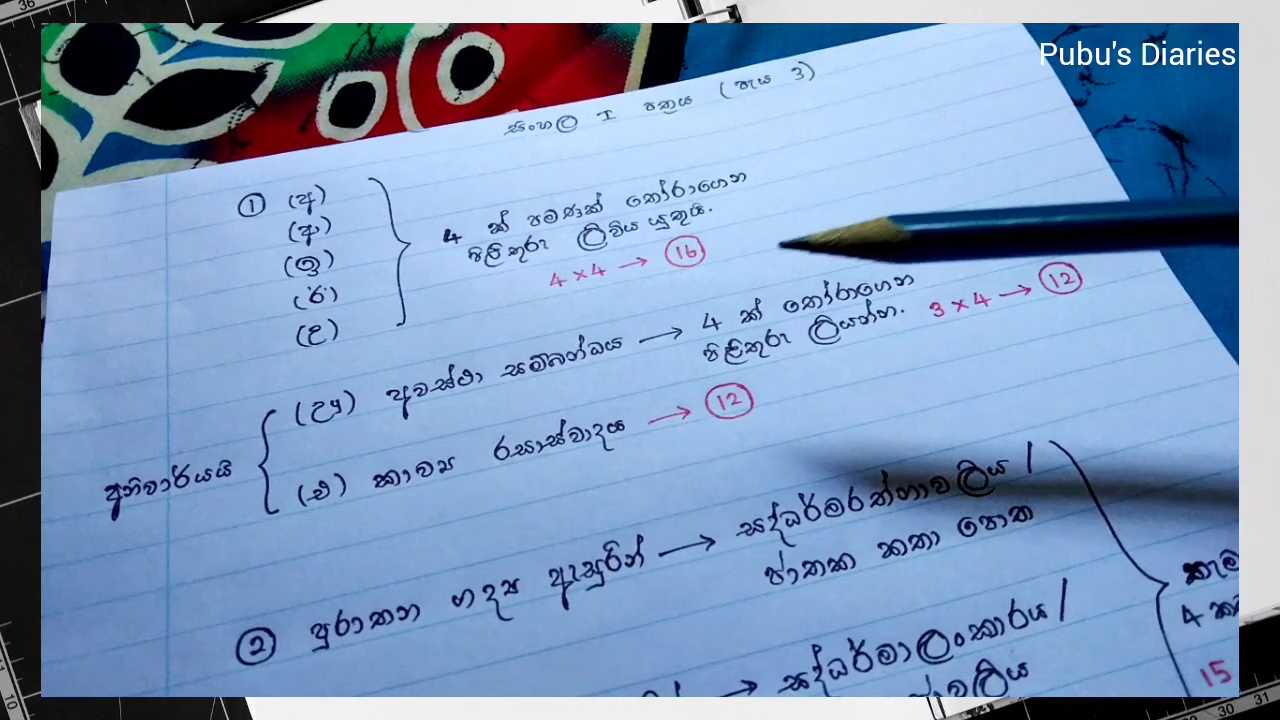 Pubu's Diaries
සිංහල I පත්‍රය (පැය 3)
① (අ)
(ආ)
(ඉ)
(ඊ)
(උ)
4 ක් පමණක් තෝරාගෙන
පිළිතුරු ලිවිය යුතුයි.
4 × 4 → 16
අනිවාර්යයි
(ඌ) අවස්ථා සම්බන්ධය → 4 ක් තෝරාගෙන
පිළිතුරු ලියන්න. 3 × 4 → 12
(එ) කාව්‍ය රසාස්වාදය → 12
② පුරාතන ගද්‍ය ඇසුරින් → සද්ධර්මරත්නාවලිය /
ජාතක කතා පොත
→ සද්ධර්මාලංකාරය /
15